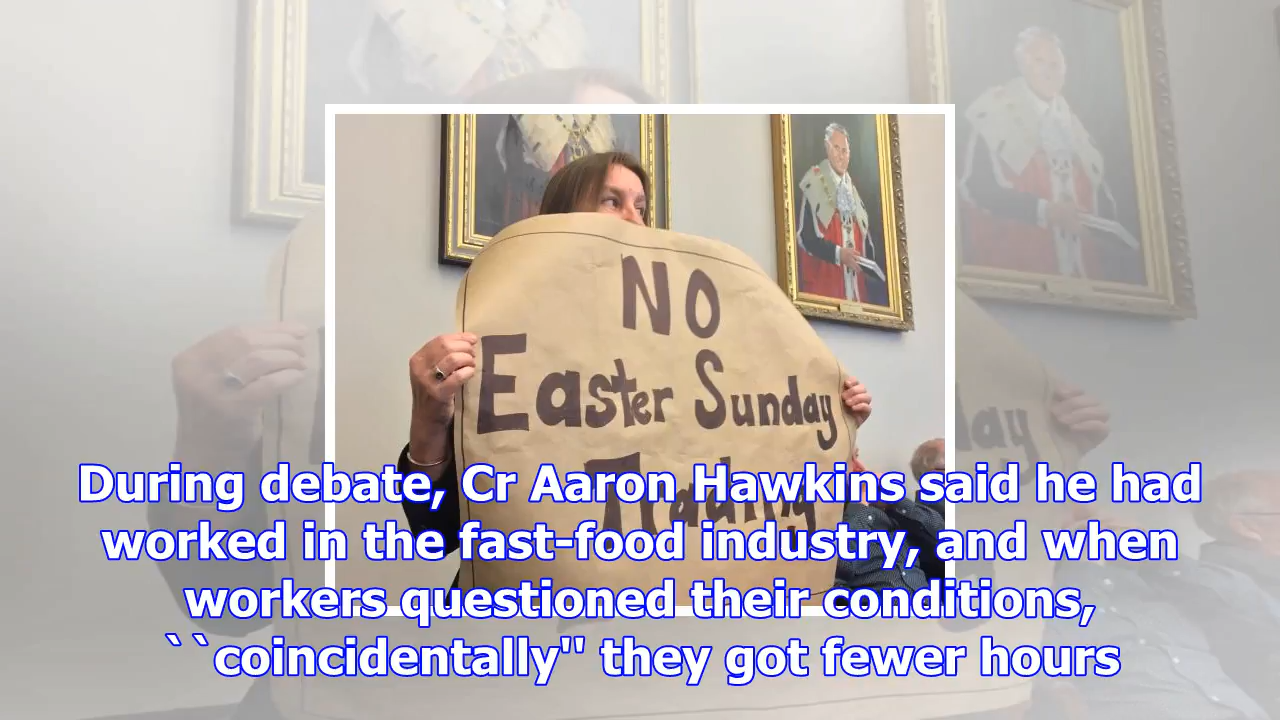 NO
Easter Sunday
Trading
During debate, Cr Aaron Hawkins said he had
worked in the fast-food industry, and when
workers questioned their conditions,
``coincidentally" they got fewer hours